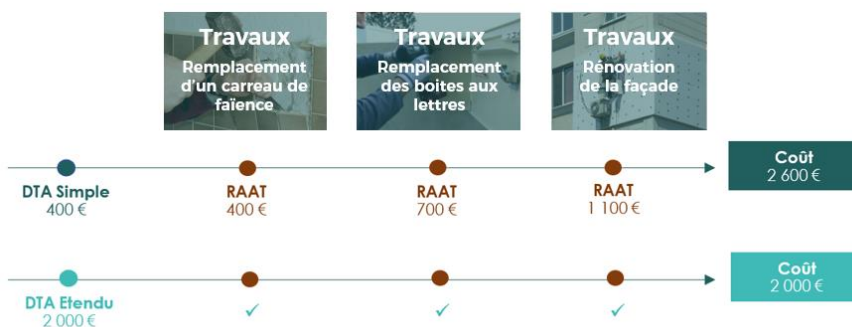 Travaux
Remplacement
d'un carreau de
faïence
Travaux
Remplacement
des boites aux
lettres
Travaux
Rénovation
de la façade
DTA Simple
400 €
RAAT
400 €
RAAT
700 €
RAAT
1 100 €
Coût
2 600 €
DTA Etendu
2 000 €
✓
✓
✓
Coût
2 000 €